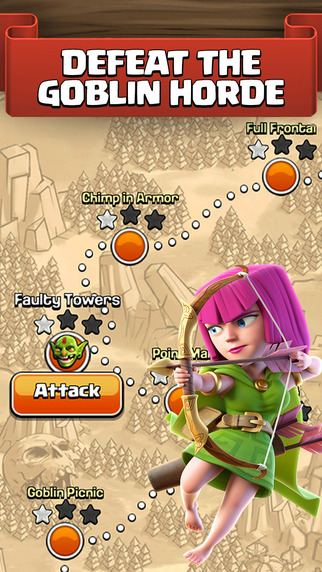 DEFEAT THE
GOBLIN HORDE
Full Frontal
Chimp in Armor
Faulty Towers
Attack
Goblin Picnic